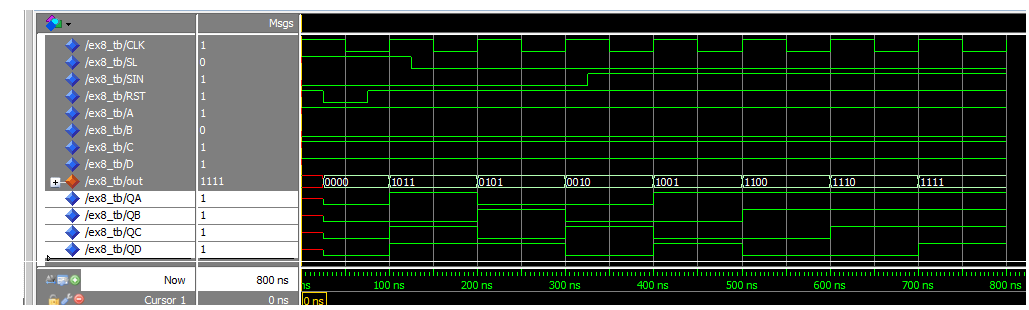 Msgs
/ex8_tb/CLK 1
/ex8_tb/SL 0
/ex8_tb/SIN 1
/ex8_tb/RST 1
/ex8_tb/A 1
/ex8_tb/B 0
/ex8_tb/C 1
/ex8_tb/D 1
/ex8_tb/out 1111 0000 1011 0101 0010 1001 1100 1110 1111
/ex8_tb/QA 1
/ex8_tb/QB 1
/ex8_tb/QC 1
/ex8_tb/QD 1
Now 800 ns ns 100 ns 200 ns 300 ns 400 ns 500 ns 600 ns 700 ns 800 ns
Cursor 1 0 ns 0 ns